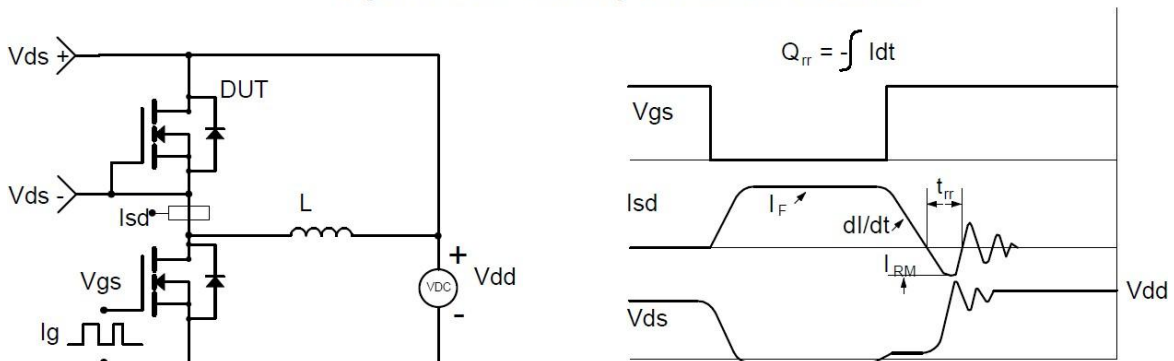 Vds +
DUT
Vds -
Isd
L
Vgs
Ig
+
VDC
-
Vdd
Qrr = -∫ Idt
Vgs
Isd
IF
dI/dt
trr
IRM
Vds
Vdd